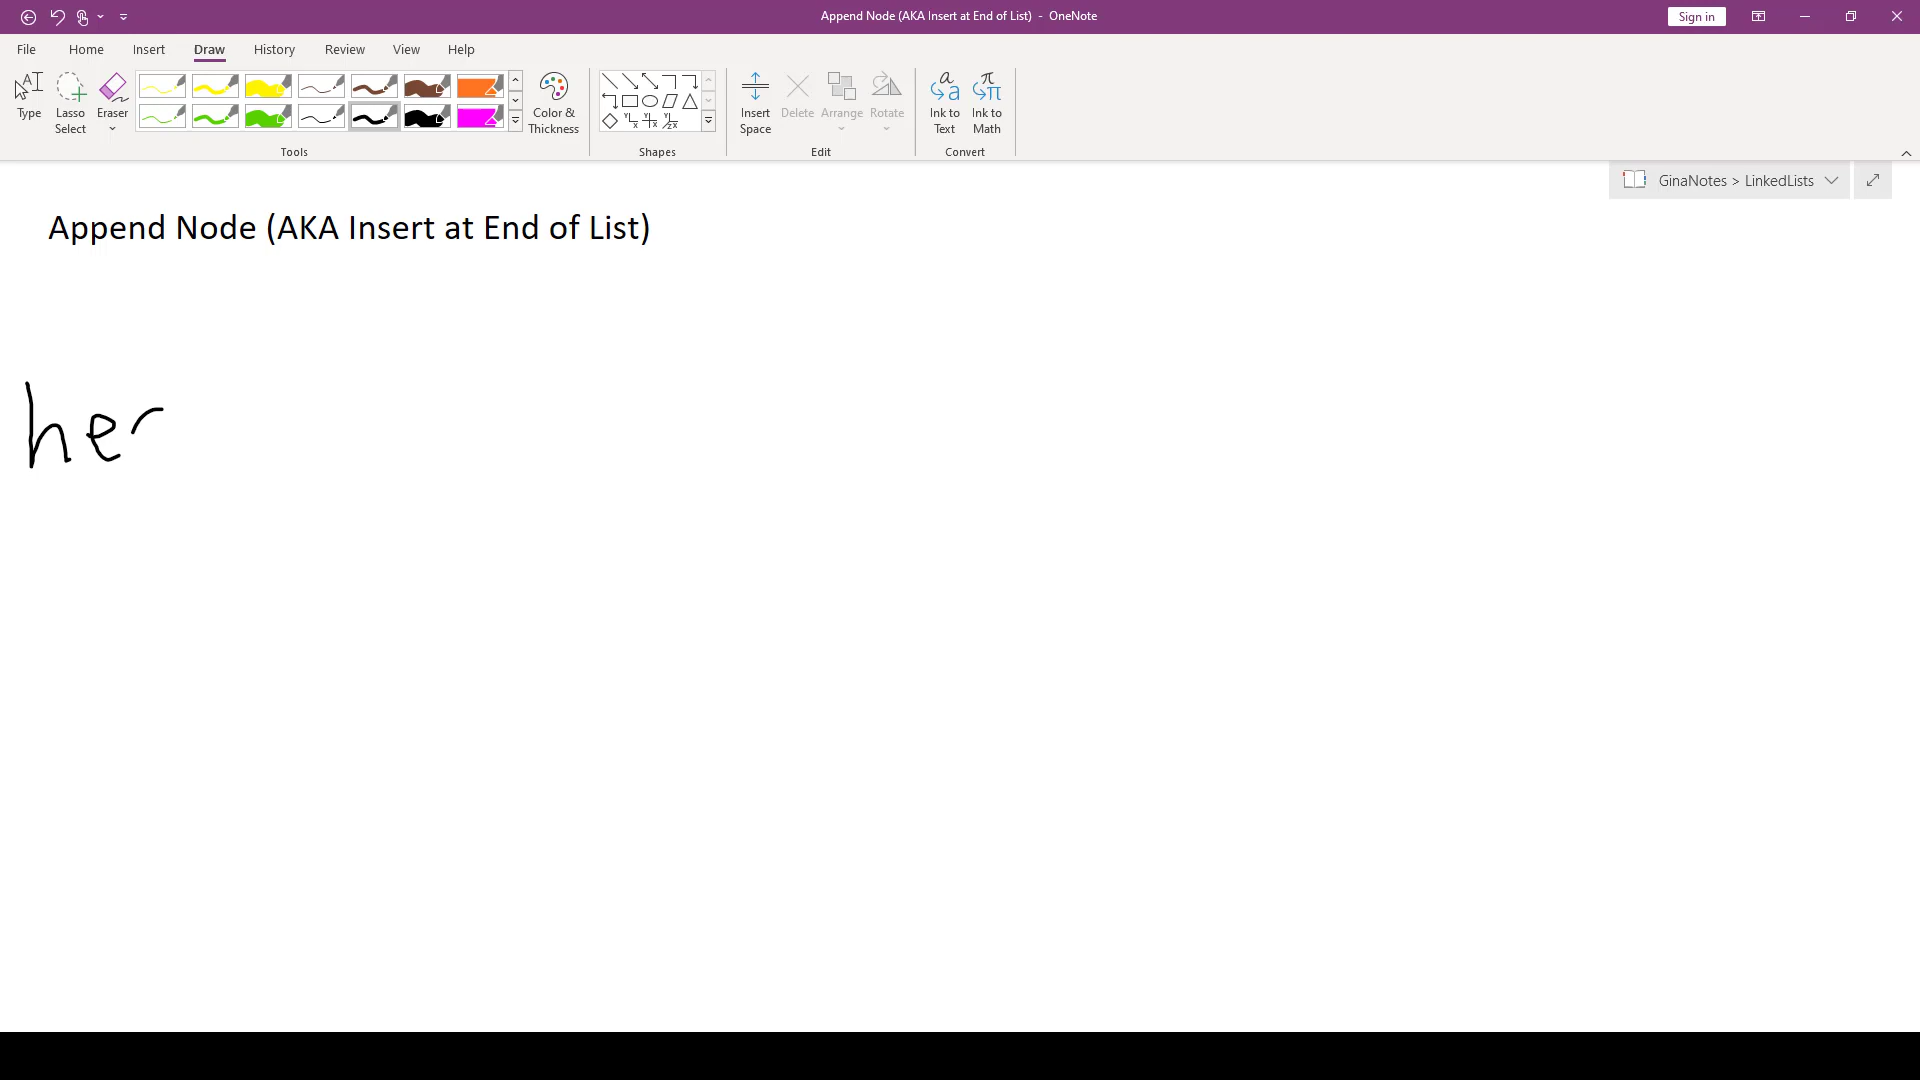 Append Node (AKA Insert at End of List) - OneNote
Sign in
File Home Insert Draw History Review View Help
Type
Lasso Select
Eraser
Color & Thickness
Insert Space
Delete
Arrange
Rotate
Ink to Text
Ink to Math
Tools
Shapes
Edit
Convert
GinaNotes > LinkedLists
Append Node (AKA Insert at End of List)